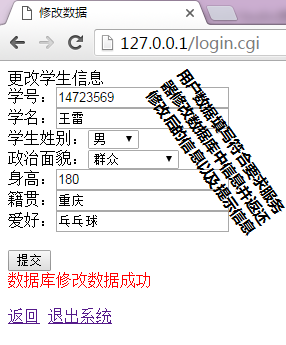 修改数据
127.0.0.1/login.cgi
更改学生信息
学号: 14723569
学名: 王雷
学生性别: 男
政治面貌: 群众
身高: 180
籍贯: 重庆
爱好: 乓乓球
提交
数据库修改数据成功
返回 退出系统
用户数据填写符合要求服务
器修改数据库中信息并返还
修改后的信息以及提示信息